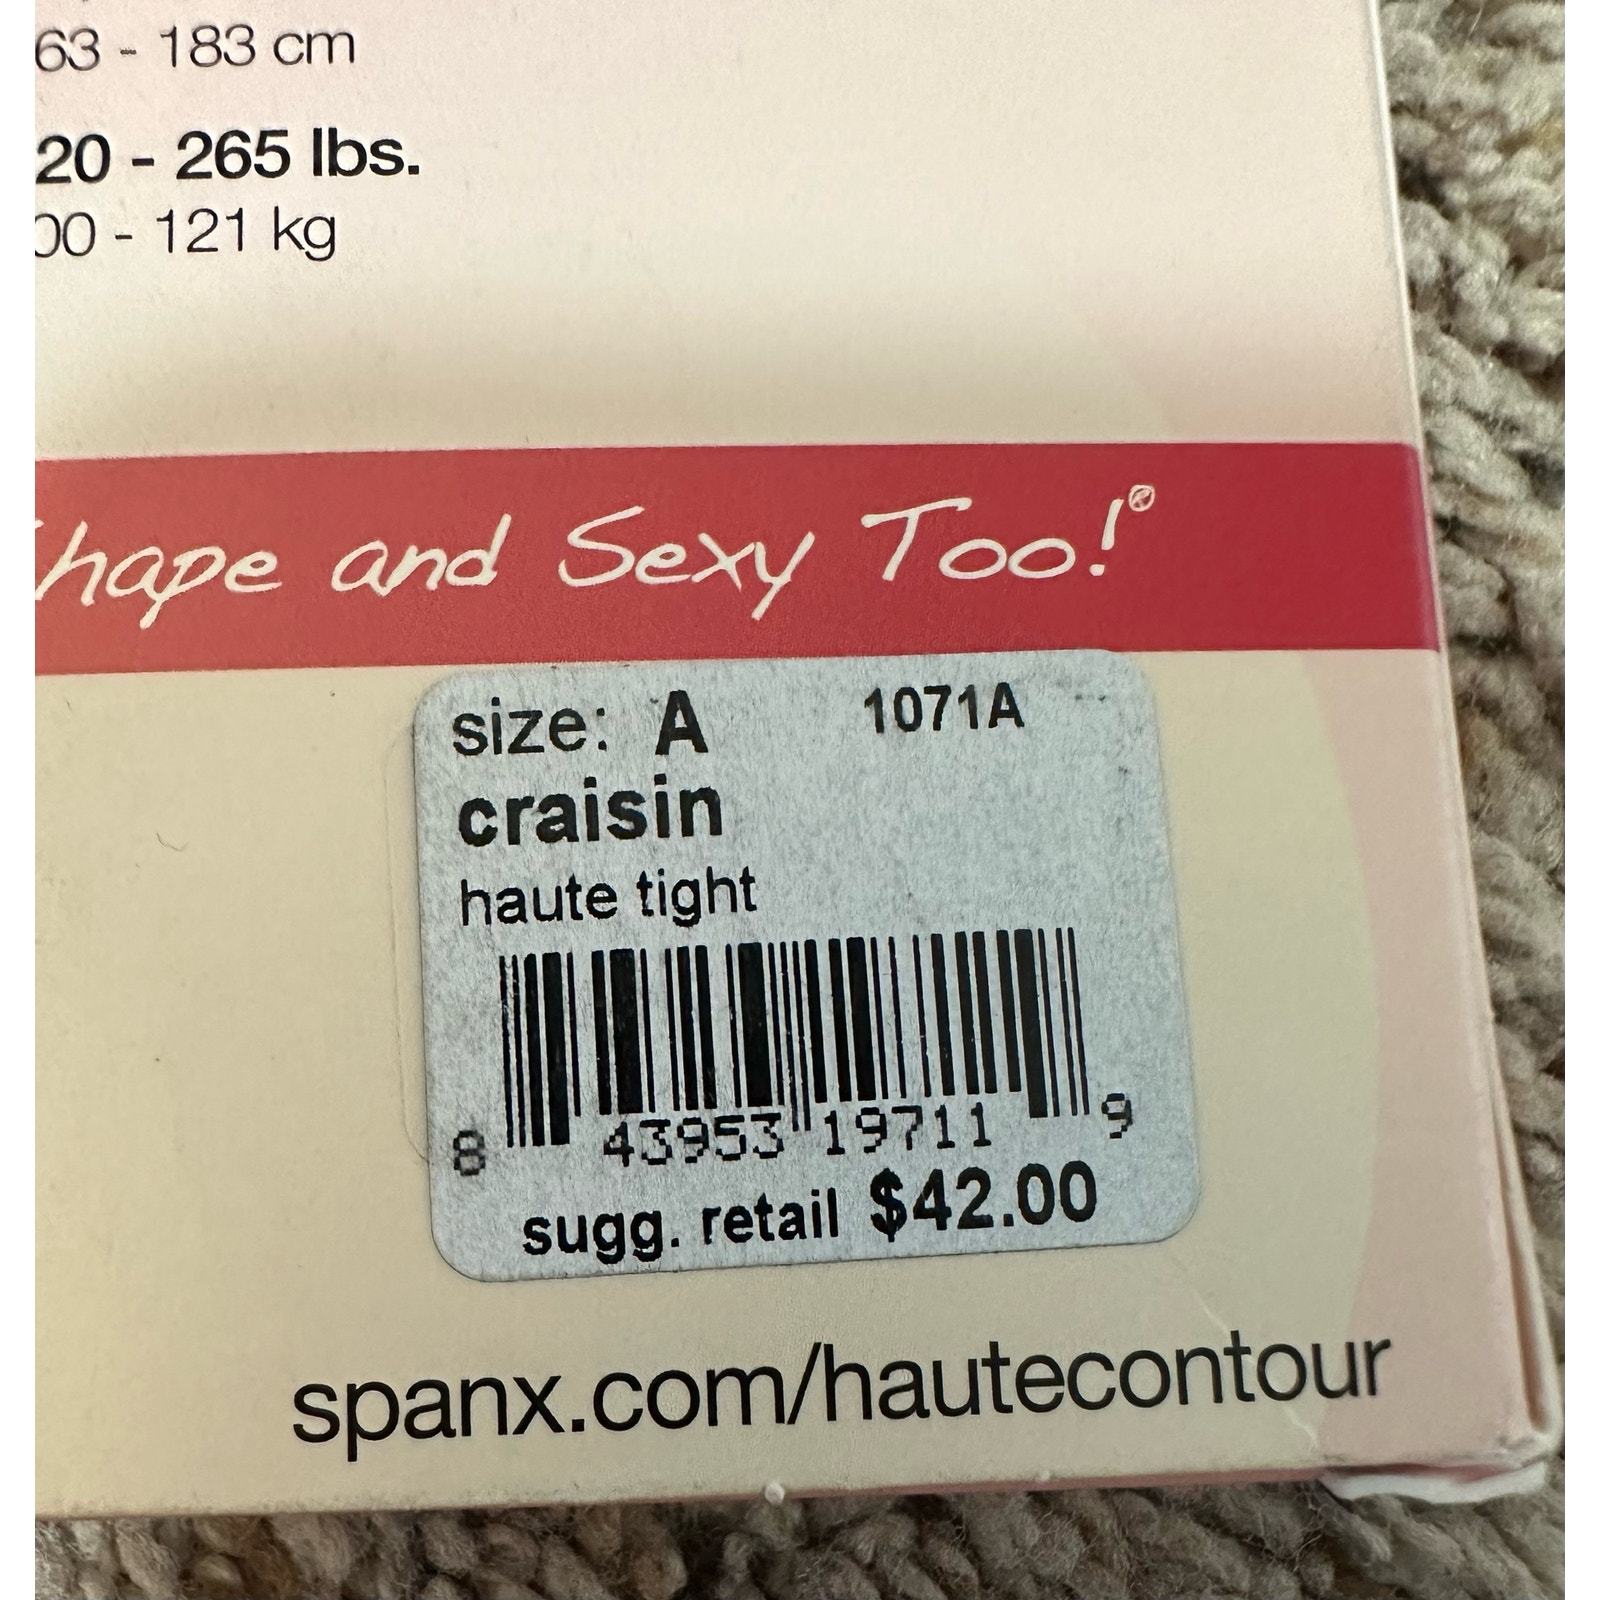 63 - 183 cm
20 - 265 lbs.
00 - 121 kg
hape and Sexy Too!®
size: A 1071A
craisin
haute tight
8 43953 19711 9
sugg. retail $42.00
spanx.com/hautecontour